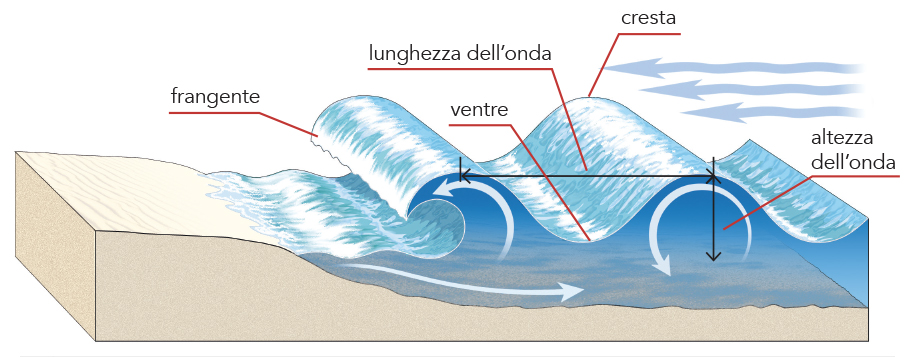 cresta
lunghezza dell'onda
frangente
ventre
altezza
dell'onda